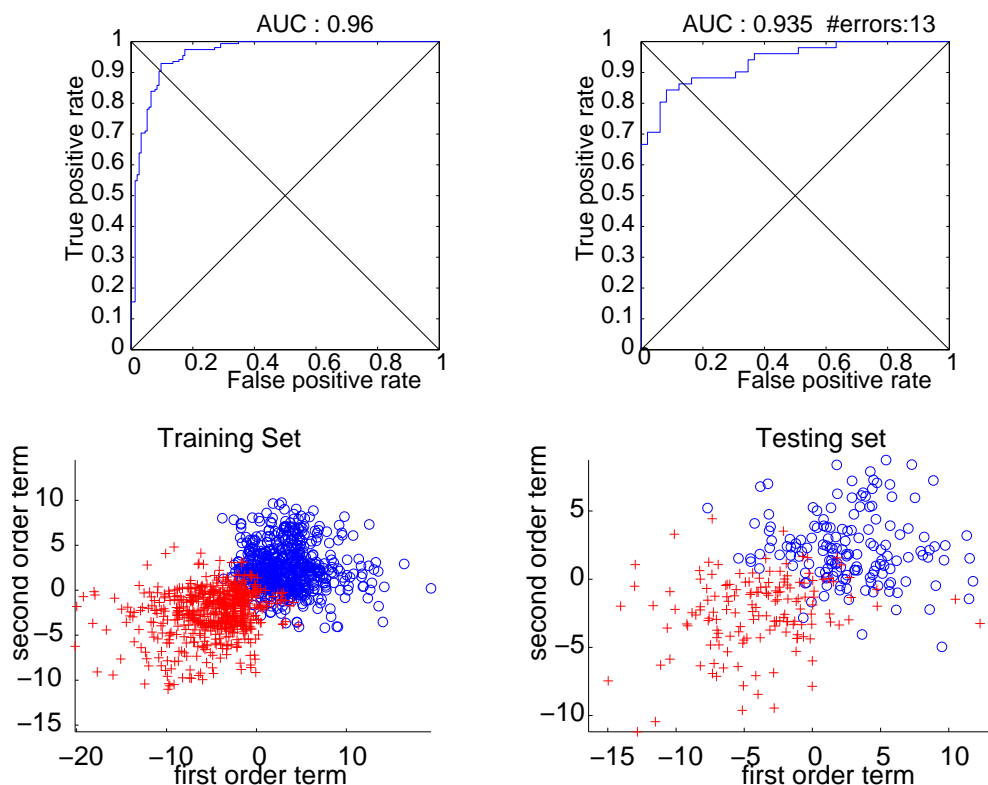 AUC : 0.96
1
0.9
0.8
0.7
0.6
0.5
0.4
0.3
0.2
0.1
0
True positive rate
0 0.2 0.4 0.6 0.8 1
False positive rate
AUC : 0.935 #errors:13
1
0.9
0.8
0.7
0.6
0.5
0.4
0.3
0.2
0.1
0
True positive rate
0 0.2 0.4 0.6 0.8 1
False positive rate
Training Set
10
5
0
−5
−10
−15
second order term
−20 −10 0 10
first order term
Testing set
5
0
−5
−10
second order term
−15 −10 −5 0 5 10
first order term